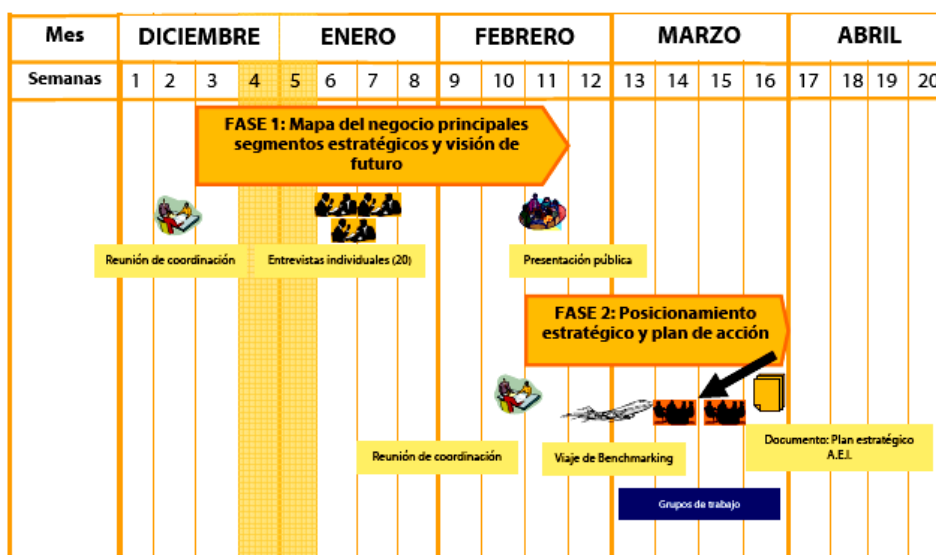 Mes DICIEMBRE ENERO FEBRERO MARZO ABRIL
Semanas 1 2 3 4 5 6 7 8 9 10 11 12 13 14 15 16 17 18 19 20
FASE 1: Mapa del negocio principales
segmentos estratégicos y visión de
futuro
Reunión de coordinación
Entrevistas individuales (20)
Presentación pública
FASE 2: Posicionamiento
estratégico y plan de acción
Reunión de coordinación
Viaje de Benchmarking
Documento: Plan estratégico
A.E.I.
Grupos de trabajo